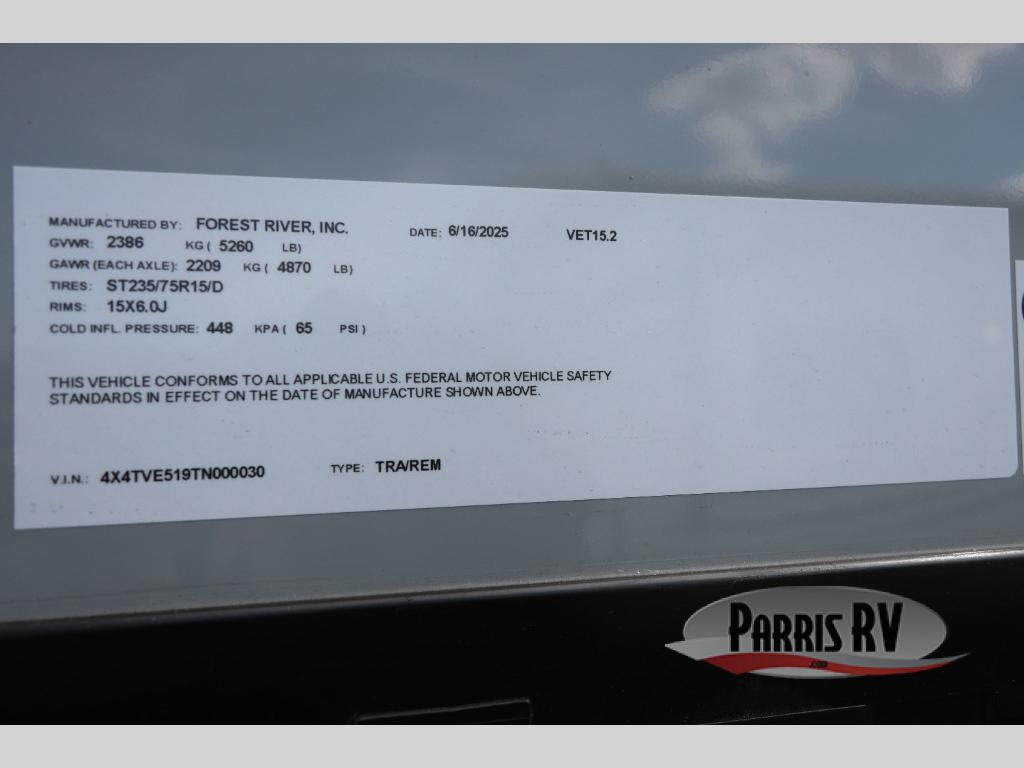 MANUFACTURED BY: FOREST RIVER, INC. DATE: 6/16/2025 VET15.2
GVWR: 2386 KG ( 5260 LB)
GAWR (EACH AXLE): 2209 KG ( 4870 LB)
TIRES: ST235/75R15/D
RIMS: 15X6.0J
COLD INFL. PRESSURE: 448 KPA ( 65 PSI )
THIS VEHICLE CONFORMS TO ALL APPLICABLE U.S. FEDERAL MOTOR VEHICLE SAFETY
STANDARDS IN EFFECT ON THE DATE OF MANUFACTURE SHOWN ABOVE.
V.I.N.: 4X4TVE519TN000030 TYPE: TRA/REM
PARRIS RV
.com